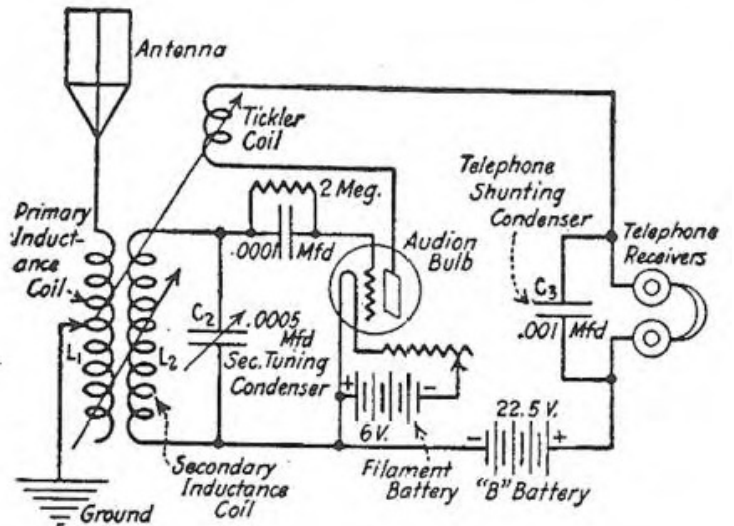 Antenna
Tickler
Coil
2 Meg.
.0001 Mfd
Audion
Bulb
Telephone
Shunting
Condenser
Telephone
Receivers
C3
.001 Mfd
Primary
Induct-
ance
Coil
L1
L2
C2
.0005
Mfd
Sec. Tuning
Condenser
+ -
6V.
Filament
Battery
22.5 V.
- +
"B" Battery
Secondary
Inductance
Coil
Ground